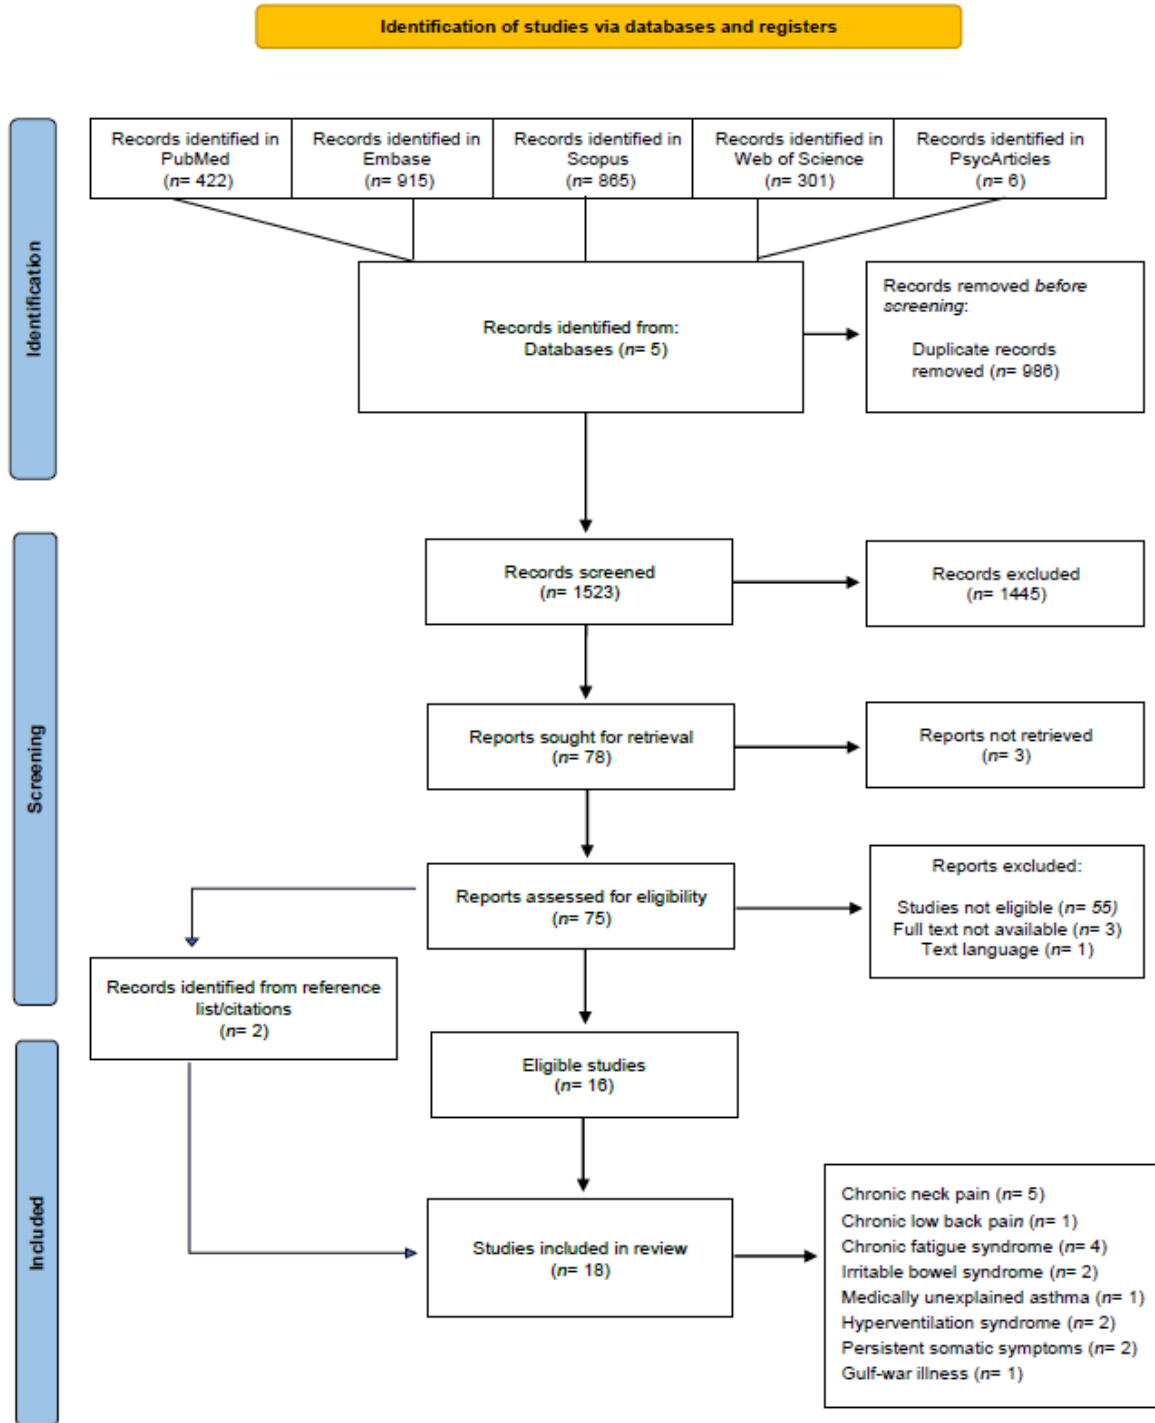 Identification of studies via databases and registers
Identification
Records identified in
PubMed
(n= 422)
Records identified in
Embase
(n= 915)
Records identified in
Scopus
(n= 865)
Records identified in
Web of Science
(n= 301)
Records identified in
PsycArticles
(n= 6)
Records identified from:
Databases (n= 5)
Records removed before
screening:
Duplicate records
removed (n= 986)
Screening
Records screened
(n= 1523)
Records excluded
(n= 1445)
Reports sought for retrieval
(n= 78)
Reports not retrieved
(n= 3)
Reports assessed for eligibility
(n= 75)
Reports excluded:
Studies not eligible (n= 55)
Full text not available (n= 3)
Text language (n= 1)
Records identified from reference
list/citations
(n= 2)
Eligible studies
(n= 16)
Included
Studies included in review
(n= 18)
Chronic neck pain (n= 5)
Chronic low back pain (n= 1)
Chronic fatigue syndrome (n= 4)
Irritable bowel syndrome (n= 2)
Medically unexplained asthma (n= 1)
Hyperventilation syndrome (n= 2)
Persistent somatic symptoms (n= 2)
Gulf-war illness (n= 1)